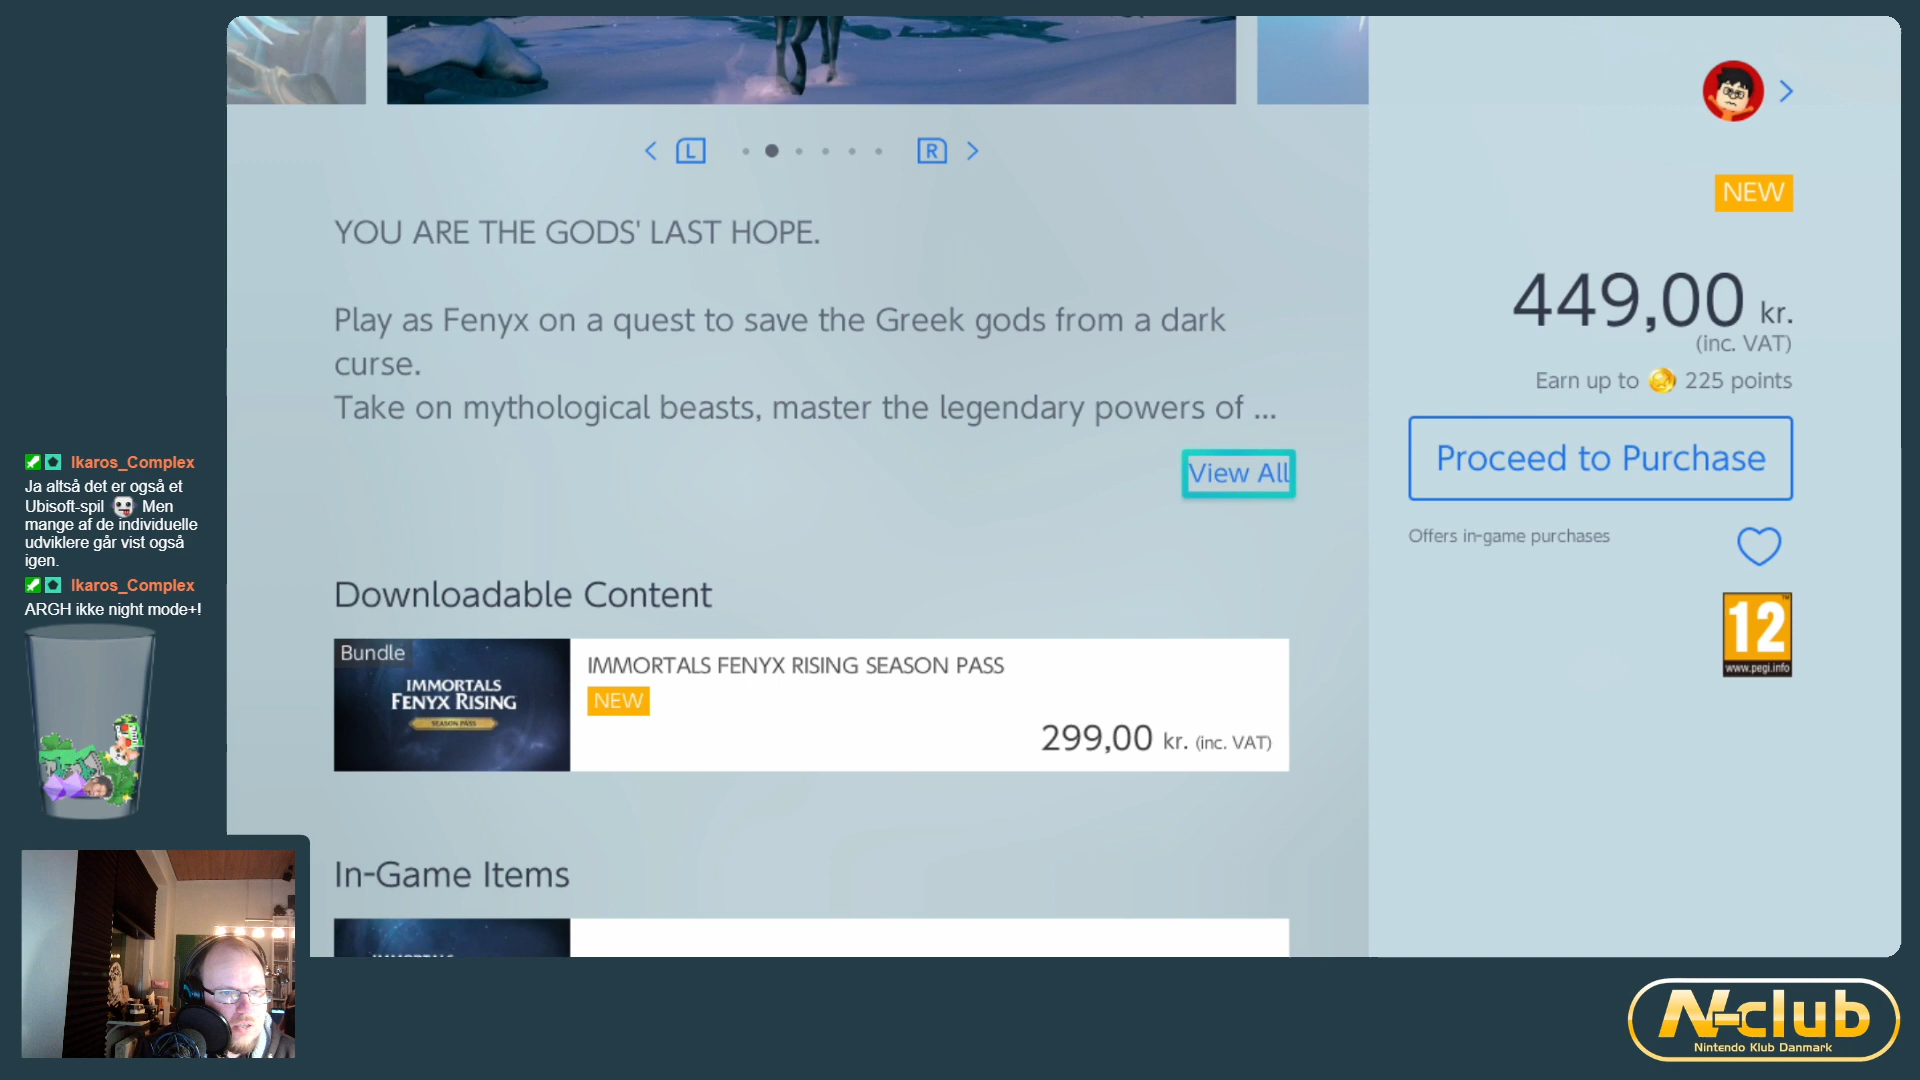 L
R
YOU ARE THE GODS' LAST HOPE.
Play as Fenyx on a quest to save the Greek gods from a dark
curse.
Take on mythological beasts, master the legendary powers of ...
View All
NEW
449,00 kr.
(inc. VAT)
Earn up to 225 points
Proceed to Purchase
Offers in-game purchases
12
www.pegi.info
Downloadable Content
Bundle
IMMORTALS
FENYX RISING
SEASON PASS
IMMORTALS FENYX RISING SEASON PASS
NEW
299,00 kr. (inc. VAT)
In-Game Items
Ikaros_Complex
Ja altså det er også et
Ubisoft-spil Men
mange af de individuelle
udviklere går vist også
igen.
Ikaros_Complex
ARGH ikke night mode+!
N-club
Nintendo Klub Danmark